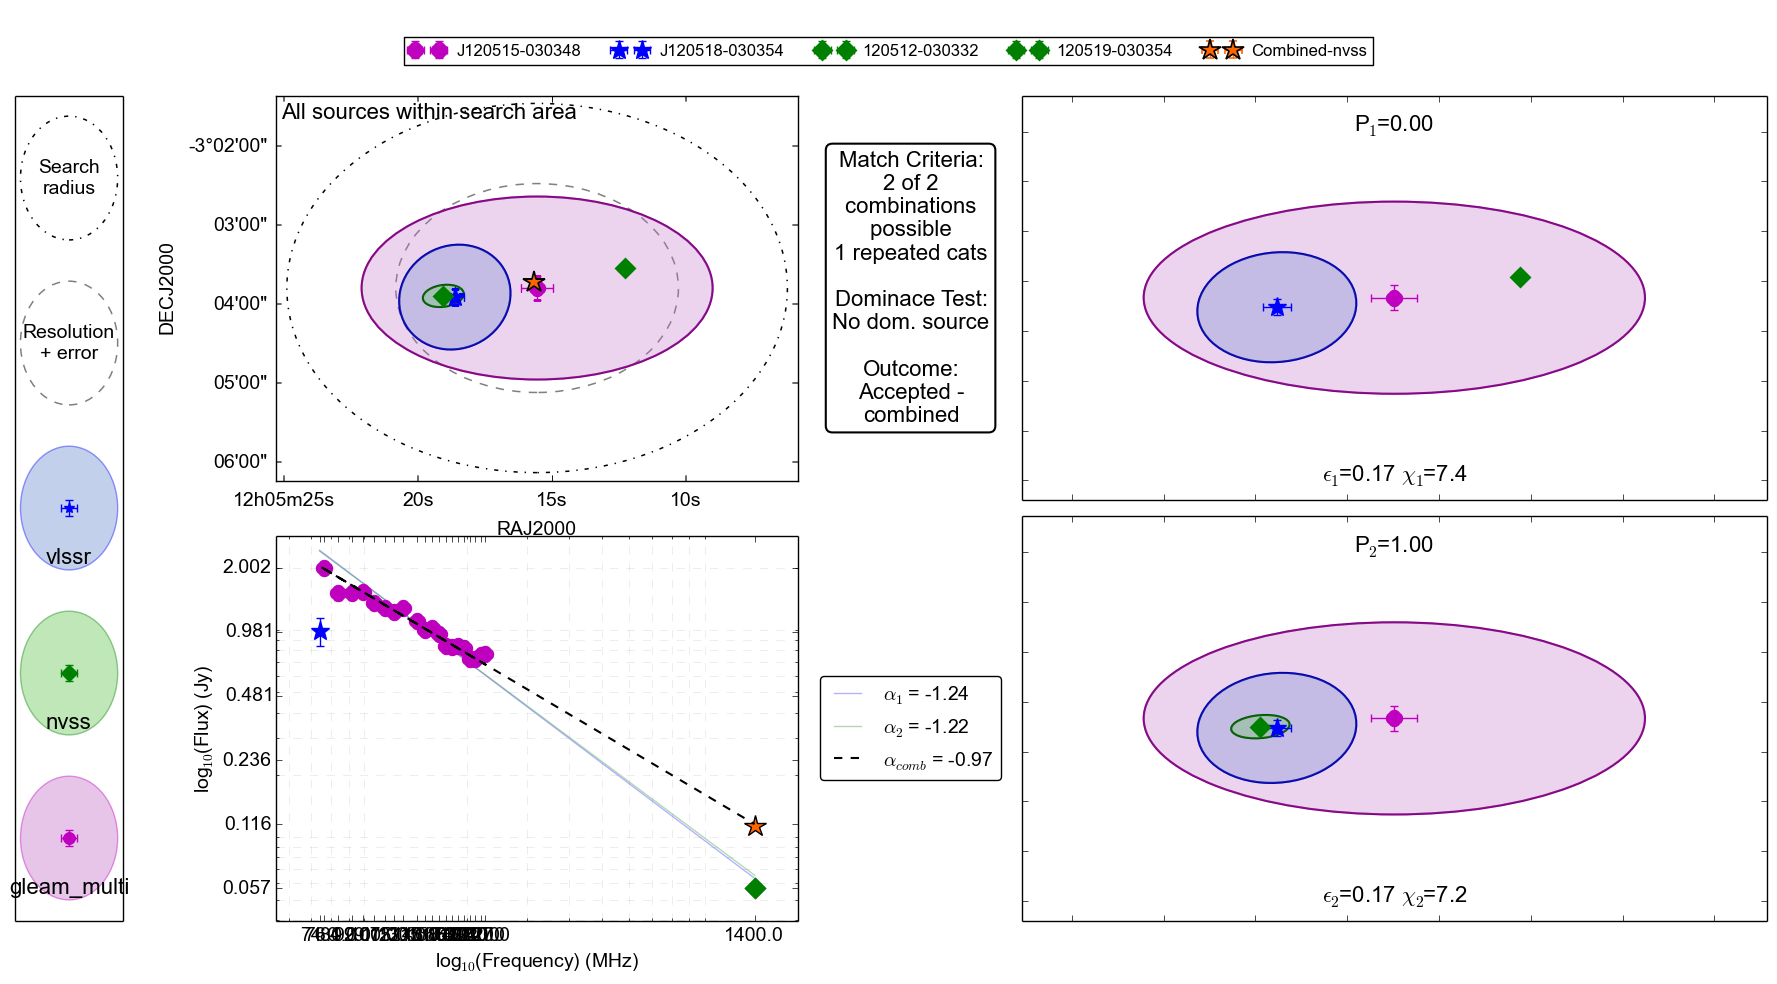 J120515-030348 J120518-030354 120512-030332 120519-030354 Combined-nvss
Search
radius
Resolution
+ error
vlssr
nvss
gleam_multi
All sources within search area
-3°02'00"
03'00"
04'00"
05'00"
06'00"
DECJ2000
12h05m25s 20s 15s 10s
RAJ2000
Match Criteria:
2 of 2
combinations
possible
1 repeated cats
Dominace Test:
No dom. source
Outcome:
Accepted -
combined
P1=0.00
ϵ1=0.17 χ1=7.4
2.002
0.981
0.481
0.236
0.116
0.057
log10(Flux) (Jy)
1400.0
log10(Frequency) (MHz)
α1 = -1.24
α2 = -1.22
αcomb = -0.97
P2=1.00
ϵ2=0.17 χ2=7.2